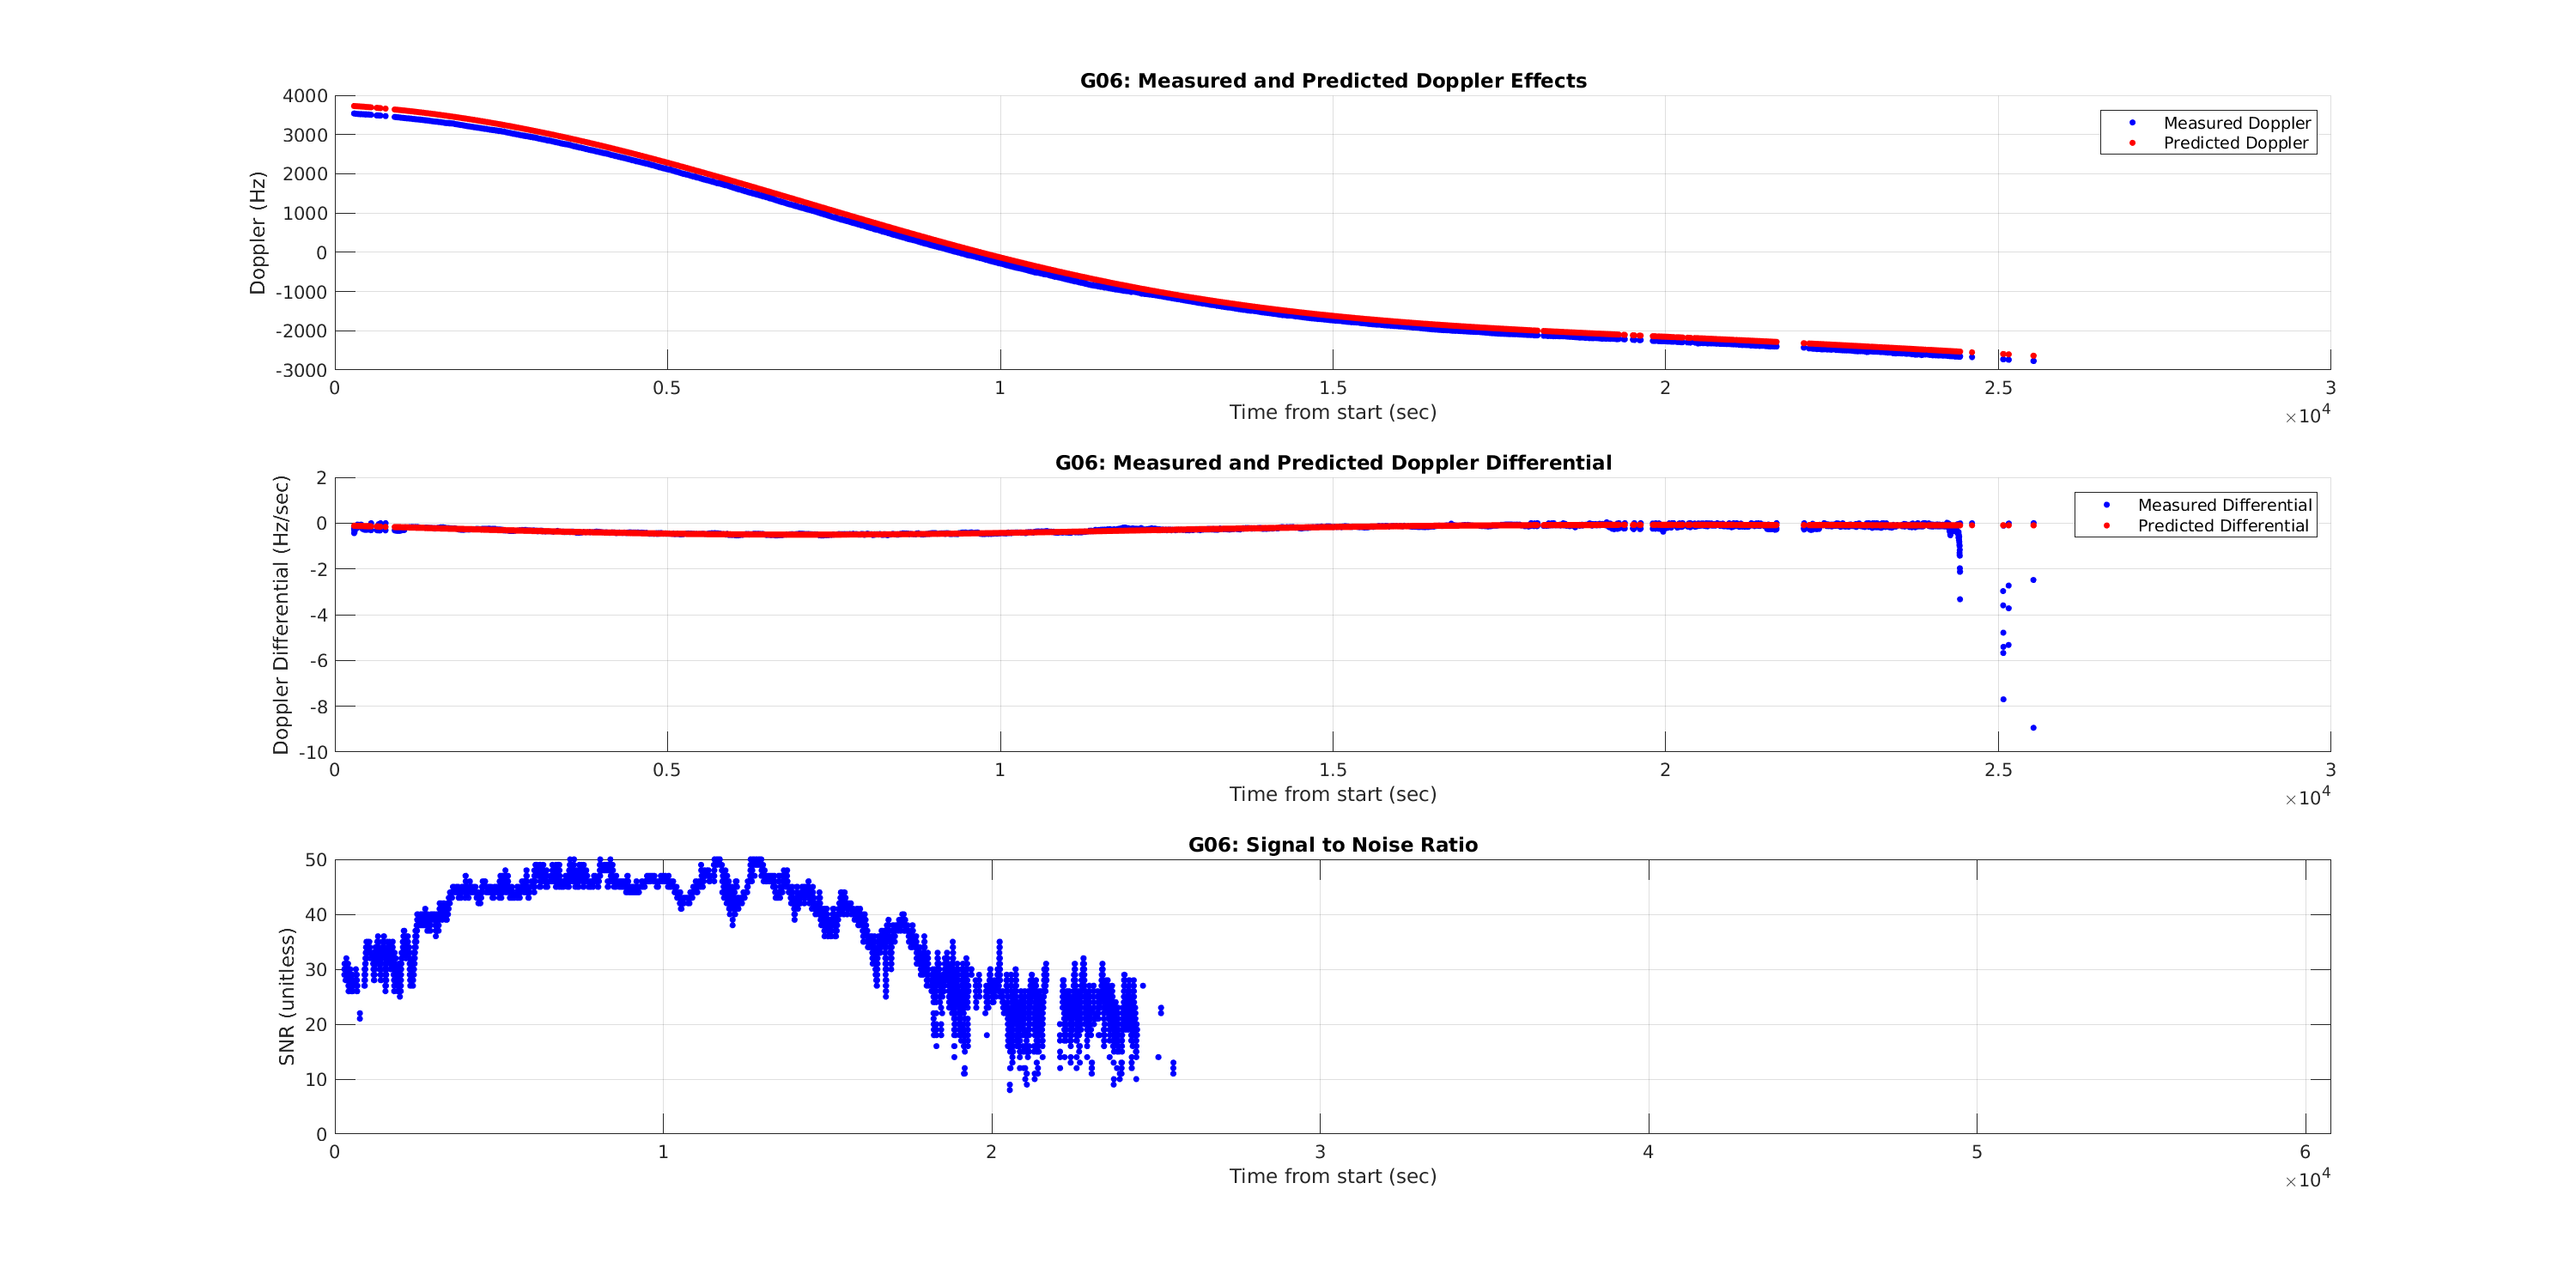 G06: Measured and Predicted Doppler Effects
Doppler (Hz)
4000
3000
2000
1000
0
-1000
-2000
-3000
Measured Doppler
Predicted Doppler
0 0.5 1 1.5 2 2.5 3
Time from start (sec)
×10^4
G06: Measured and Predicted Doppler Differential
Doppler Differential (Hz/sec)
2
0
-2
-4
-6
-8
-10
Measured Differential
Predicted Differential
0 0.5 1 1.5 2 2.5 3
Time from start (sec)
×10^4
G06: Signal to Noise Ratio
SNR (unitless)
50
40
30
20
10
0
0 1 2 3 4 5 6
Time from start (sec)
×10^4